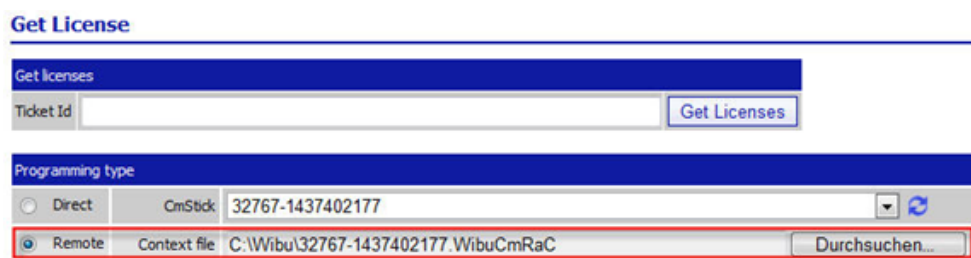 Get License
Get licenses
Ticket Id Get Licenses
Programming type
Direct CmStick 32767-1437402177
Remote Context file C:\Wibu\32767-1437402177.WibuCmRaC Durchsuchen...